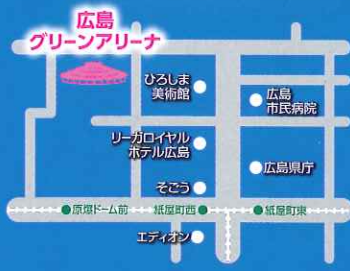 広島
グリーンアリーナ
ひろしま
美術館
広島
市民病院
リーガロイヤル
ホテル広島
広島県庁
そごう
原爆ドーム前
紙屋町西
紙屋町東
エディオン